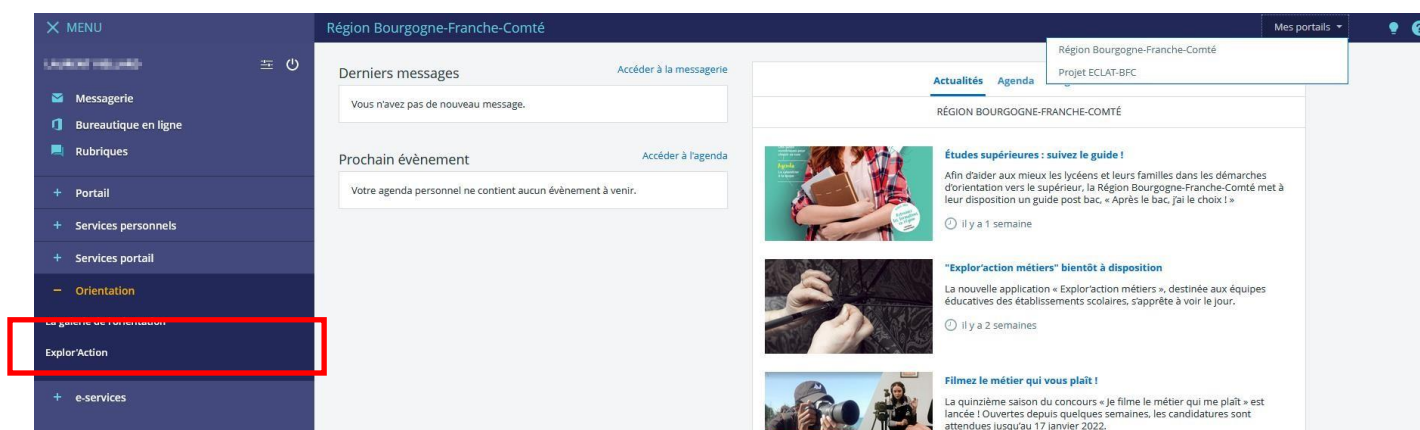 MENU
Messagerie
Bureautique en ligne
Rubriques
+ Portail
+ Services personnels
+ Services portail
− Orientation
La galerie de l'orientation
Explor'Action
+ e-services
Région Bourgogne-Franche-Comté
Mes portails
Région Bourgogne-Franche-Comté
Projet ECLAT-BFC
Derniers messages
Accéder à la messagerie
Vous n'avez pas de nouveau message.
Prochain évènement
Accéder à l'agenda
Votre agenda personnel ne contient aucun évènement à venir.
Actualités
Agenda
RÉGION BOURGOGNE-FRANCHE-COMTÉ
Études supérieures : suivez le guide !
Afin d'aider aux mieux les lycéens et leurs familles dans les démarches
d'orientation vers le supérieur, la Région Bourgogne-Franche-Comté met à
leur disposition un guide post bac, « Après le bac, j'ai le choix ! »
il y a 1 semaine
"Explor'action métiers" bientôt à disposition
La nouvelle application « Explor'action métiers », destinée aux équipes
éducatives des établissements scolaires, s'apprête à voir le jour.
il y a 2 semaines
Filmez le métier qui vous plaît !
La quinzième saison du concours « Je filme le métier qui me plaît » est
lancée ! Ouvertes depuis quelques semaines, les candidatures sont
attendues jusqu'au 17 janvier 2022.